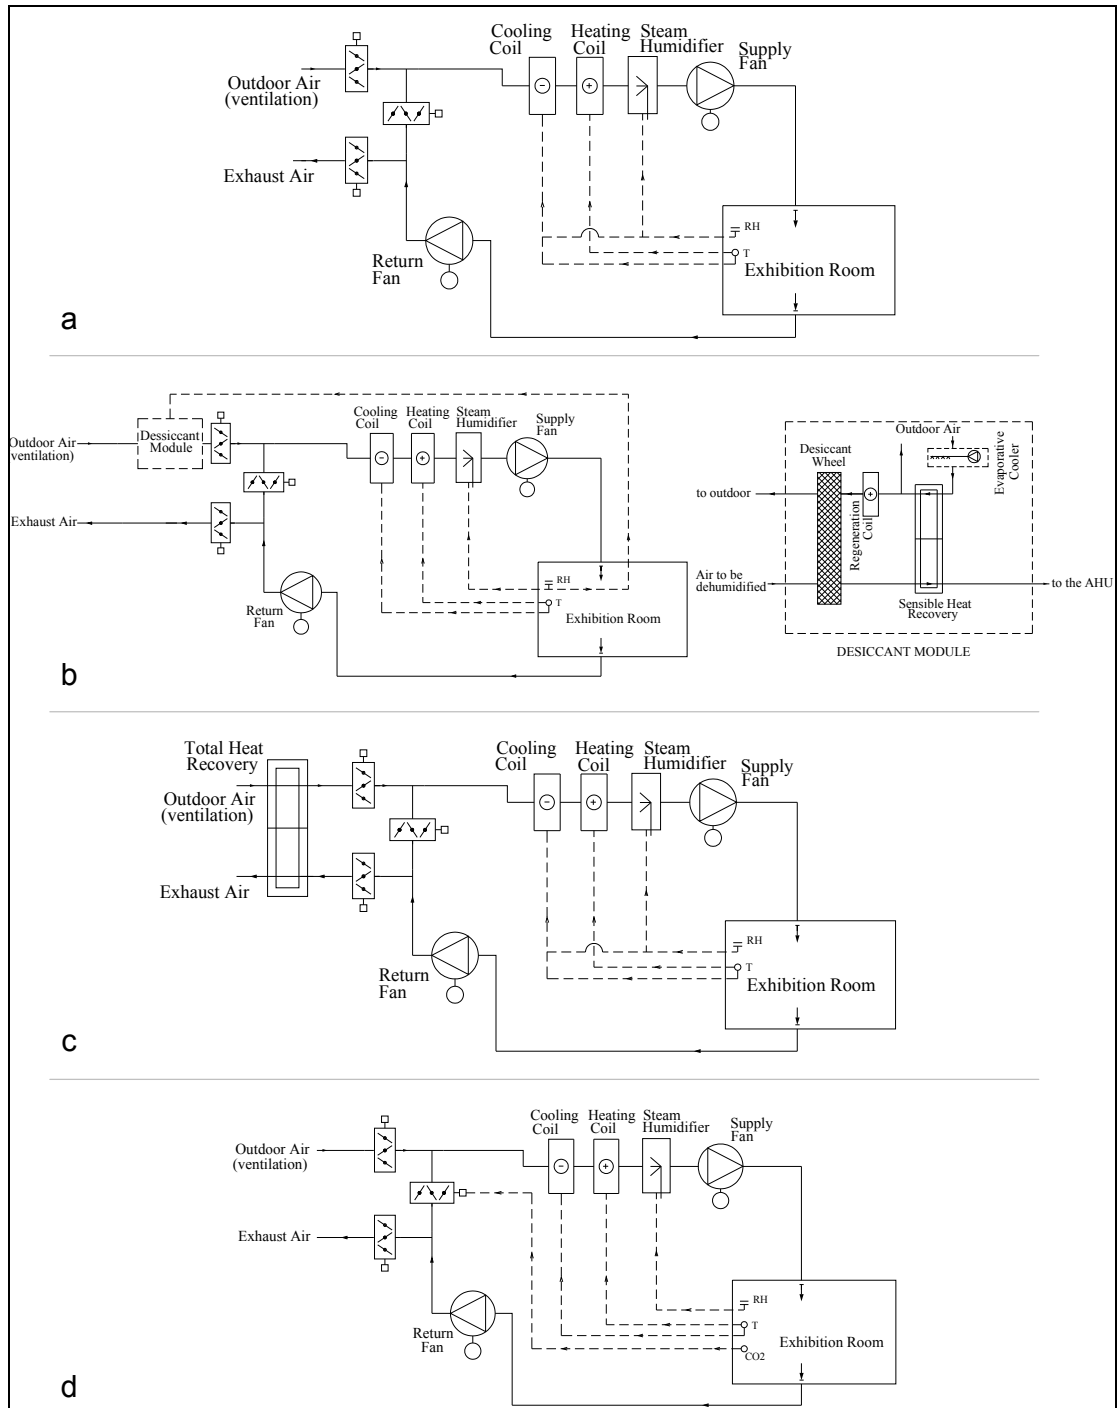 Cooling
Coil
Heating
Coil
Steam
Humidifier
Supply
Fan
Outdoor Air
(ventilation)
Exhaust Air
Return
Fan
RH
T
Exhibition Room
a
Cooling
Coil
Heating
Coil
Steam
Humidifier
Supply
Fan
Dessiccant
Module
Outdoor Air
(ventilation)
Exhaust Air
Return
Fan
RH
T
Exhibition Room
Outdoor Air
Desiccant
Wheel
Evaporative
Cooler
to outdoor
Regeneration
Coil
Air to be
dehumidified
to the AHU
Sensible Heat
Recovery
DESICCANT MODULE
b
Total Heat
Recovery
Cooling
Coil
Heating
Coil
Steam
Humidifier
Supply
Fan
Outdoor Air
(ventilation)
Exhaust Air
Return
Fan
RH
T
Exhibition Room
c
Cooling
Coil
Heating
Coil
Steam
Humidifier
Supply
Fan
Outdoor Air
(ventilation)
Exhaust Air
Return
Fan
RH
T
CO2
Exhibition Room
d